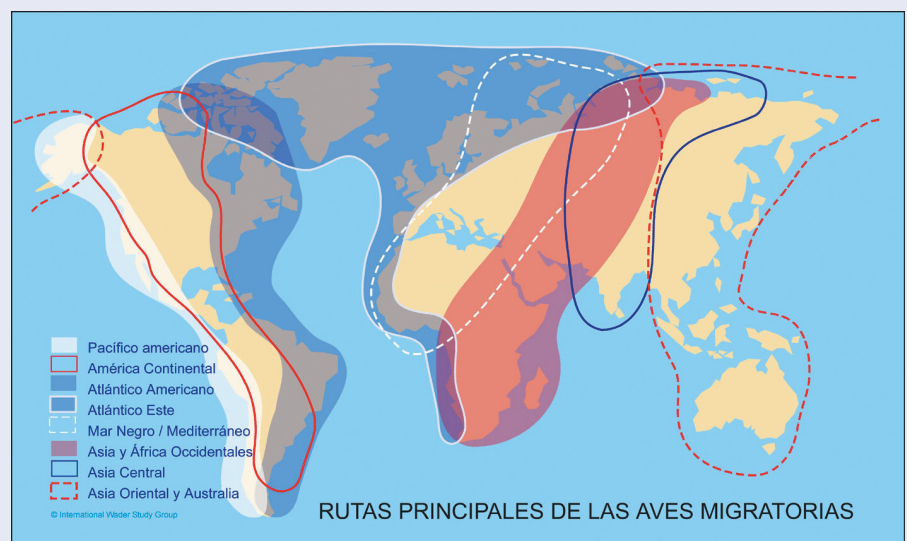 Pacífico americano
América Continental
Atlántico Americano
Atlántico Este
Mar Negro / Mediterráneo
Asia y África Occidentales
Asia Central
Asia Oriental y Australia
© International Wader Study Group
RUTAS PRINCIPALES DE LAS AVES MIGRATORIAS